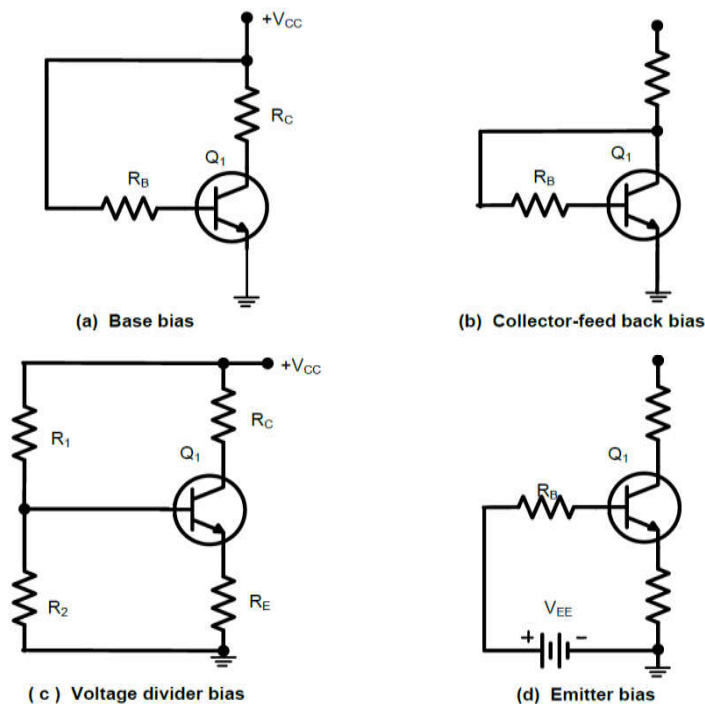 +VCC
RC
Q1
RB
(a) Base bias
Q1
RB
(b) Collector-feed back bias
+VCC
R1
RC
Q1
R2
RE
( c ) Voltage divider bias
Q1
RB
VEE
+ −
(d) Emitter bias